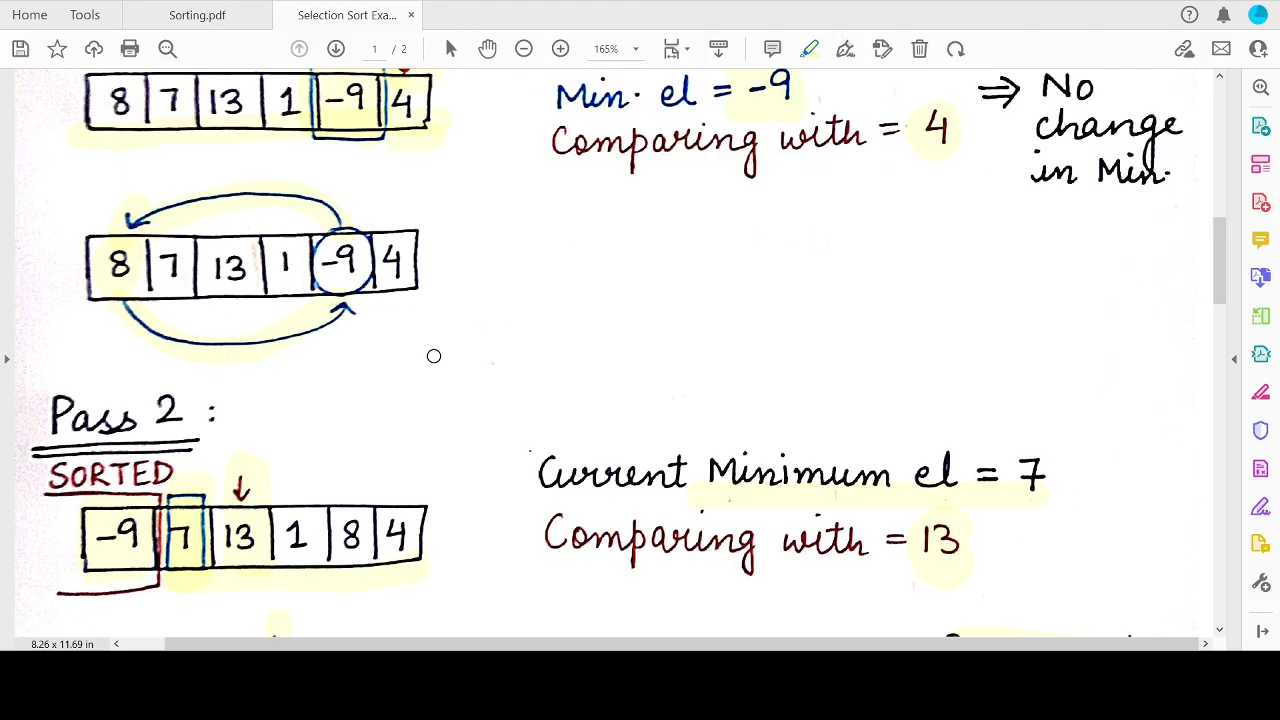 Home Tools Sorting.pdf Selection Sort Exa... ×
1 / 2 165%
8 7 13 1 -9 4
Min. el = -9
Comparing with = 4
⇒ No
change
in Min.
8 7 13 1 -9 4
Pass 2 :
SORTED
-9 7 13 1 8 4
Current Minimum el = 7
Comparing with = 13
8.26 x 11.69 in